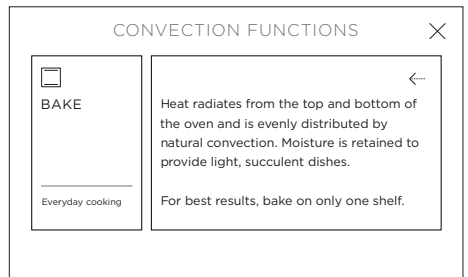 CONVECTION FUNCTIONS
BAKE
Everyday cooking
Heat radiates from the top and bottom of
the oven and is evenly distributed by
natural convection. Moisture is retained to
provide light, succulent dishes.
For best results, bake on only one shelf.